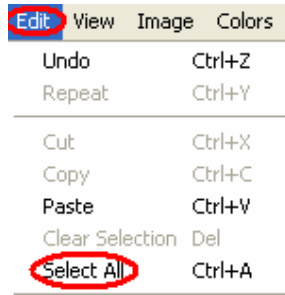 Edit View Image Colors
Undo Ctrl+Z
Repeat Ctrl+Y
Cut Ctrl+X
Copy Ctrl+C
Paste Ctrl+V
Clear Selection Del
Select All Ctrl+A